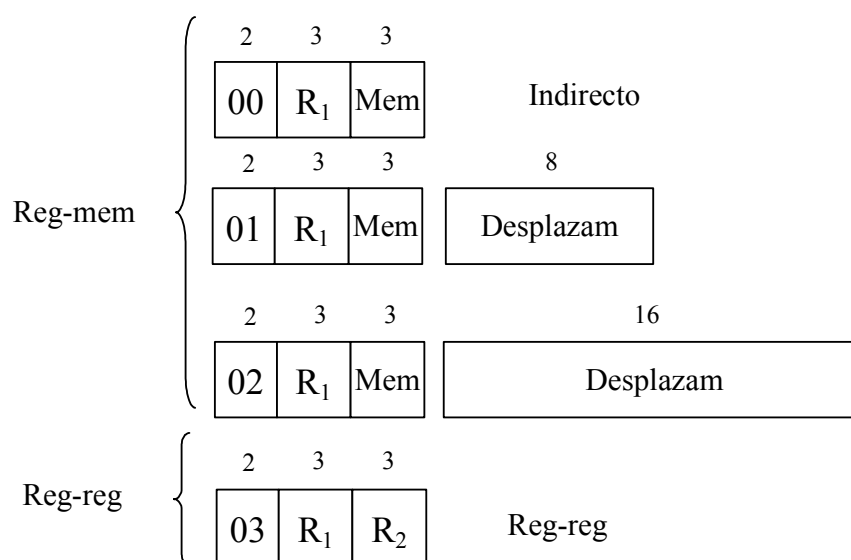 2 3 3
00 R₁ Mem Indirecto
2 3 3 8
Reg-mem
01 R₁ Mem Desplazam
2 3 3 16
02 R₁ Mem Desplazam
2 3 3
Reg-reg
03 R₁ R₂ Reg-reg